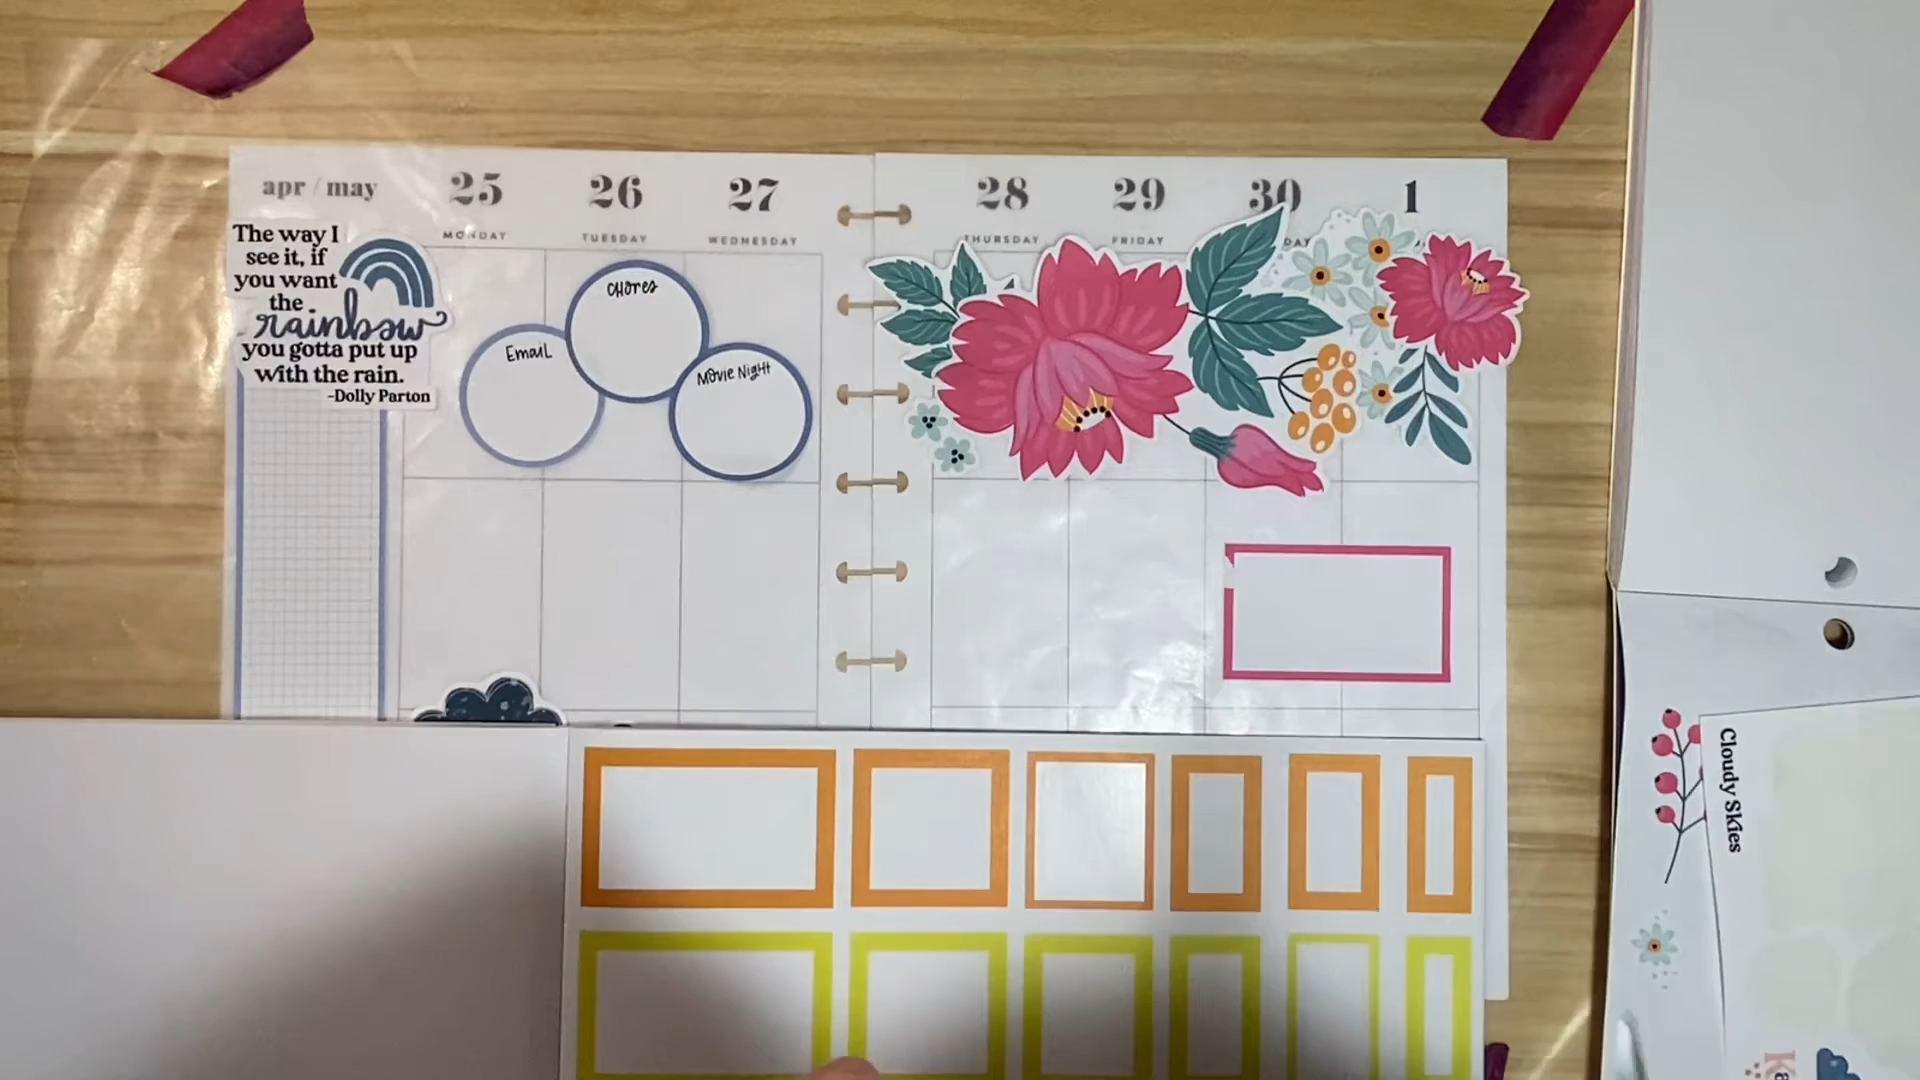 apr / may
25
MONDAY
26
TUESDAY
27
WEDNESDAY
28
THURSDAY
29
FRIDAY
30
DAY
1
The way I
see it, if
you want
the
rainbow
you gotta put up
with the rain.
-Dolly Parton
Email
CHores
Movie Night
Cloudy Skies